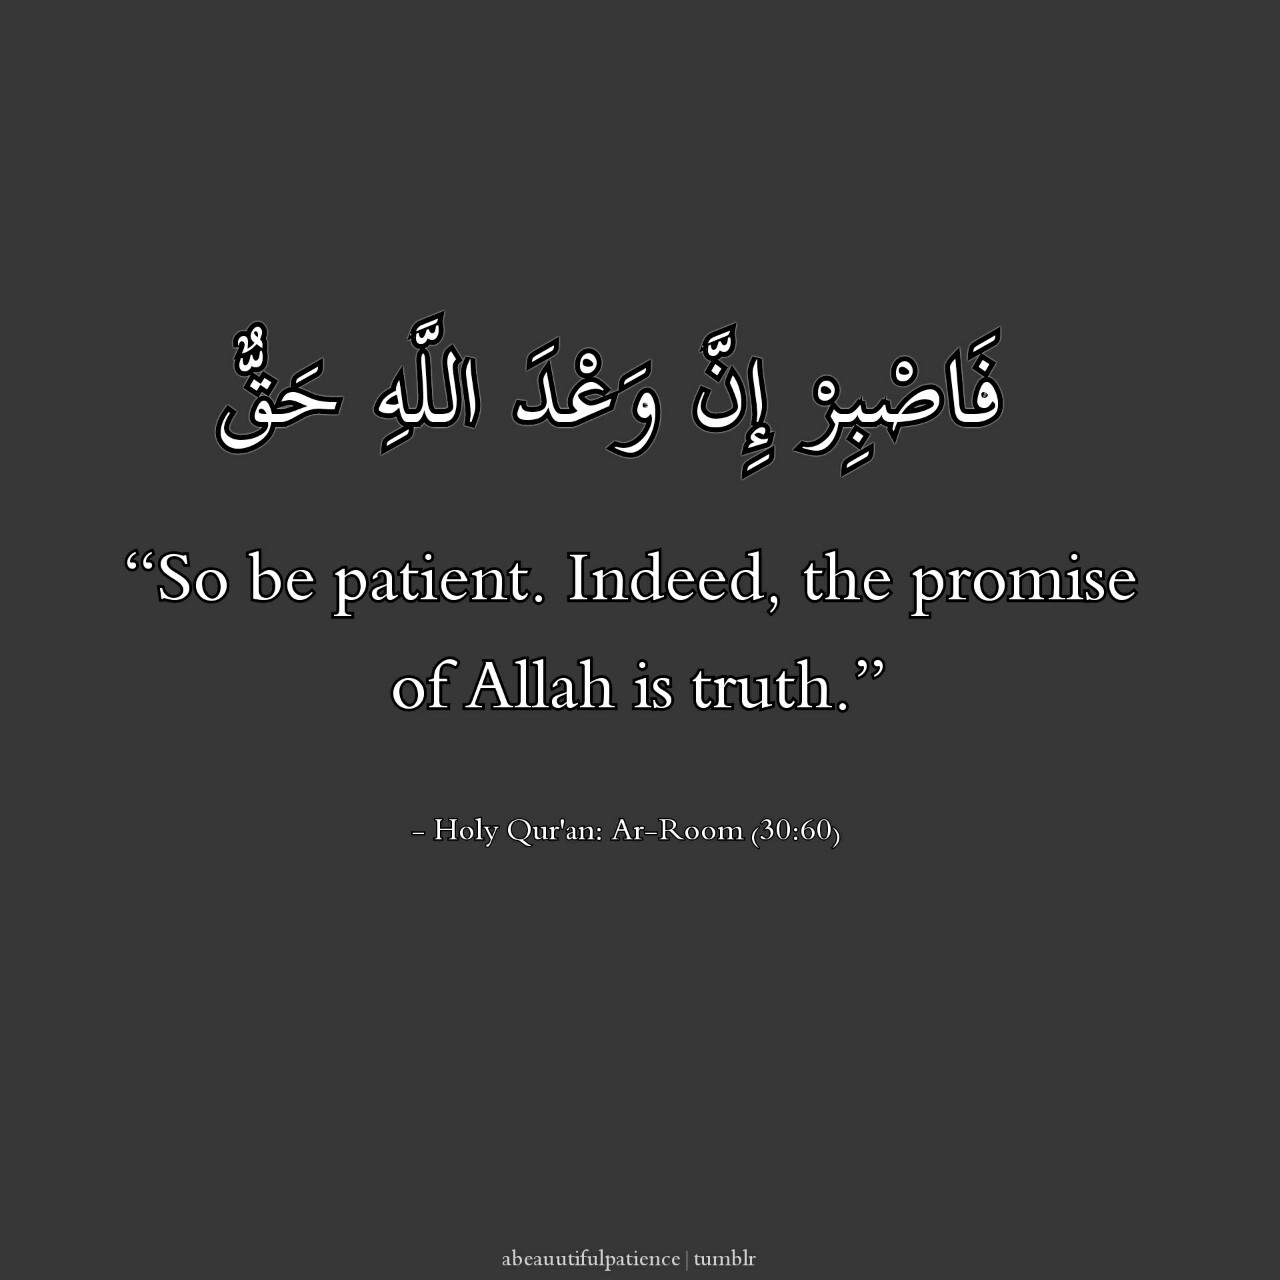 فَاصْبِرْ إِنَّ وَعْدَ اللَّهِ حَقٌّ
“So be patient. Indeed, the promise
of Allah is truth.”
- Holy Qur'an: Ar-Room (30:60)
abeauutifulpatience | tumblr